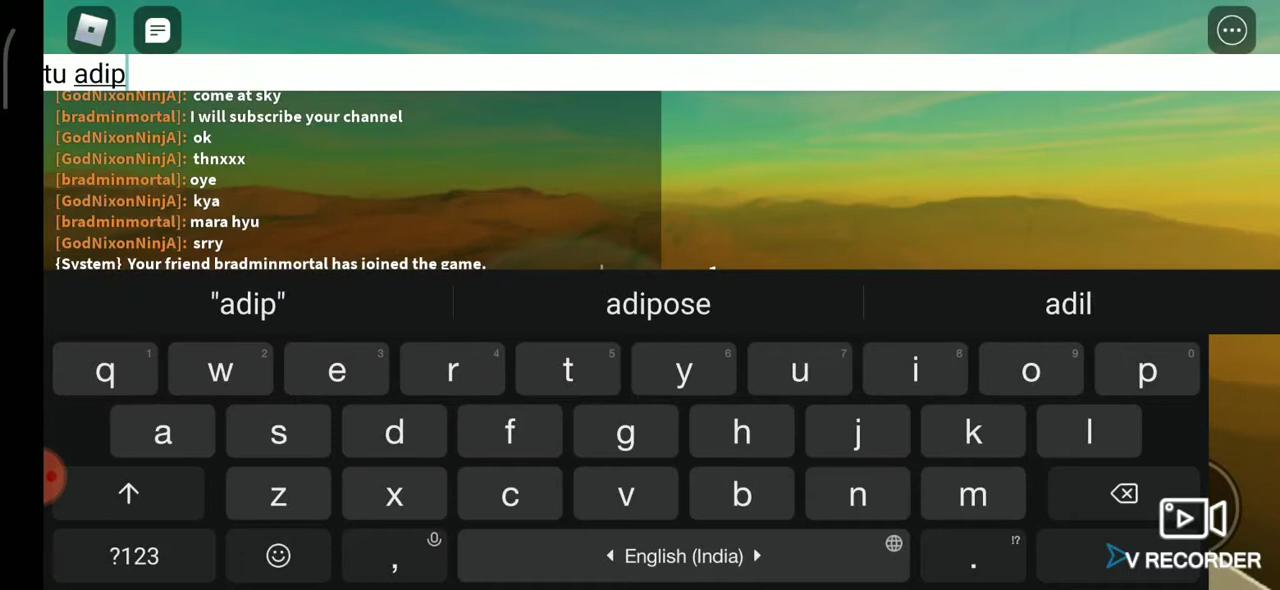 tu adip
[GodNixonNinjA]: come at sky
[bradminmortal]: I will subscribe your channel
[GodNixonNinjA]: ok
[GodNixonNinjA]: thnxxx
[bradminmortal]: oye
[GodNixonNinjA]: kya
[bradminmortal]: mara hyu
[GodNixonNinjA]: srry
{System} Your friend bradminmortal has joined the game.
"adip" adipose adil
q 1 w 2 e 3 r 4 t 5 y 6 u 7 i 8 o 9 p 0
a s d f g h j k l
z x c v b n m
?123 , English (India) . !?
V RECORDER